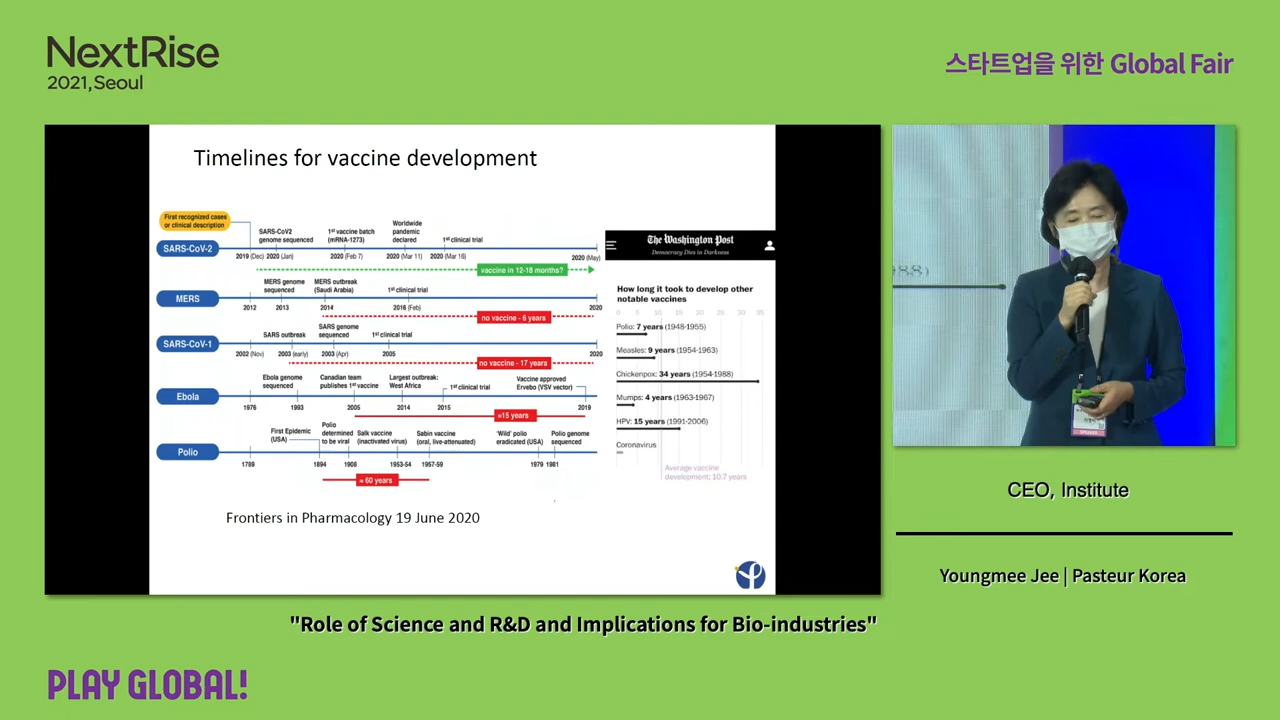 NextRise
2021,Seoul
스타트업을 위한 Global Fair
Timelines for vaccine development
First recognized cases
or clinical description
SARS-CoV-2
SARS-CoV2
genome sequenced
1st vaccine batch
(mRNA-1273)
Worldwide
pandemic
declared
1st clinical trial
2019 (Dec)
2020 (Jan)
2020 (Feb 7)
2020 (Mar 11)
2020 (Mar 16)
2020 (May)
vaccine in 12-18 months?
MERS
MERS genome
sequenced
MERS outbreak
(Saudi Arabia)
1st clinical trial
2012
2013
2014
2016 (Feb)
2020
no vaccine - 6 years
SARS-CoV-1
SARS outbreak
SARS genome
sequenced
1st clinical trial
2002 (Nov)
2003 (early)
2003 (Apr)
2005
2020
no vaccine - 17 years
Ebola
Ebola genome
sequenced
Canadian team
publishes 1st vaccine
Largest outbreak:
West Africa
1st clinical trial
Vaccine approved
Ervebo (VSV vector)
1976
1993
2005
2014
2015
2019
≈15 years
Polio
First Epidemic
(USA)
Polio
determined
to be viral
Salk vaccine
(inactivated virus)
Sabin vaccine
(oral, live-attenuated)
'Wild' polio
eradicated (USA)
Polio genome
sequenced
1789
1894
1908
1953-54
1957-59
1979
1981
≈ 60 years
Frontiers in Pharmacology 19 June 2020
The Washington Post
Democracy Dies in Darkness
How long it took to develop other
notable vaccines
0 5 10 15 20 25 30 35
Polio: 7 years (1948-1955)
Measles: 9 years (1954-1963)
Chickenpox: 34 years (1954-1988)
Mumps: 4 years (1963-1967)
HPV: 15 years (1991-2006)
Coronavirus
Average vaccine
development; 10.7 years
CEO, Institute
Youngmee Jee | Pasteur Korea
"Role of Science and R&D and Implications for Bio-industries"
PLAY GLOBAL!